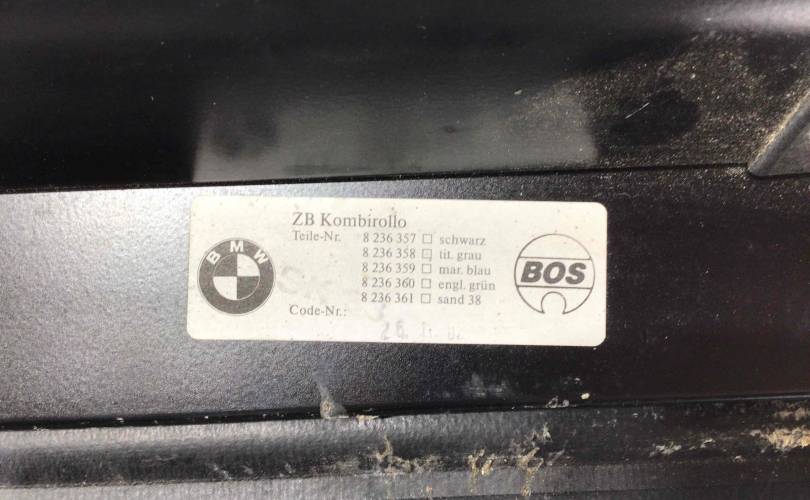 ZB Kombirollo
Teile-Nr. 8 236 357 □ schwarz
8 236 358 □ tit. grau
8 236 359 □ mar. blau
8 236 360 □ engl. grün
8 236 361 □ sand 38
Code-Nr.:
BMW
BOS